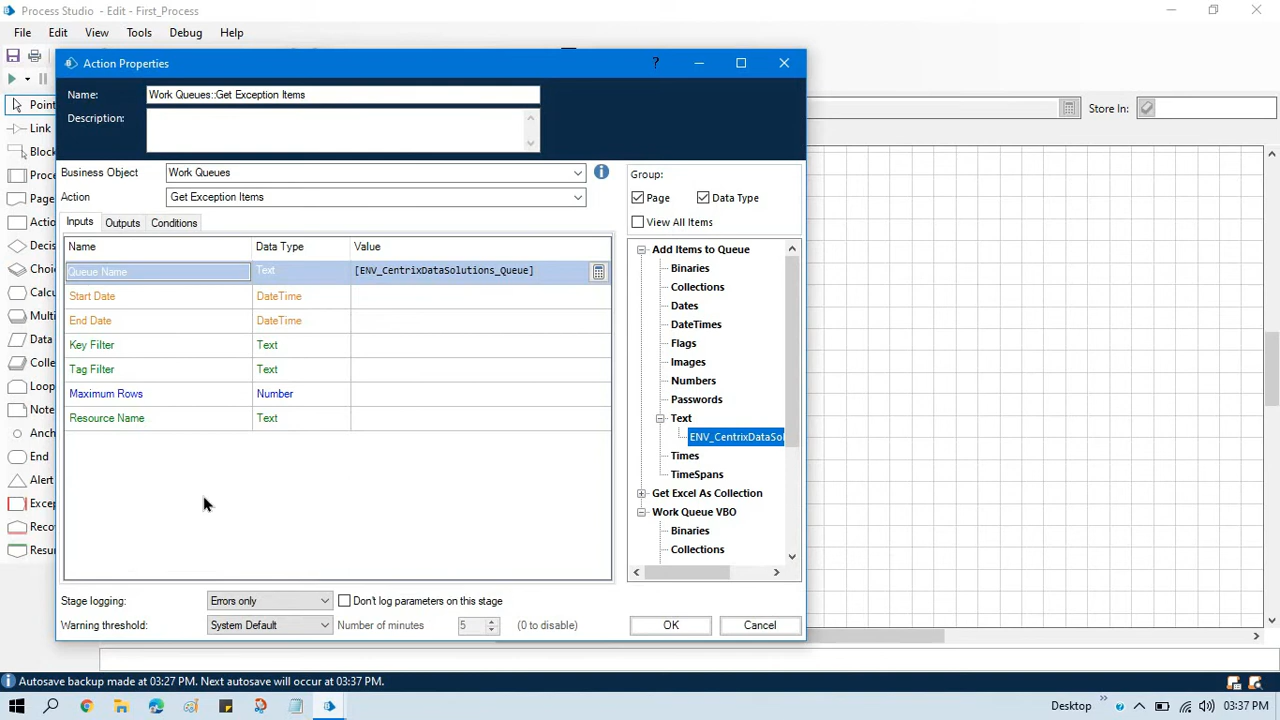 Process Studio - Edit - First_Process
File Edit View Tools Debug Help
Action Properties
?
Name: Work Queues::Get Exception Items
Description:
Business Object Work Queues
Action Get Exception Items
Inputs Outputs Conditions
Name Data Type Value
Queue Name Text [ENV_CentrixDataSolutions_Queue]
Start Date DateTime
End Date DateTime
Key Filter Text
Tag Filter Text
Maximum Rows Number
Resource Name Text
Stage logging: Errors only Don't log parameters on this stage
Warning threshold: System Default Number of minutes 5 (0 to disable)
OK Cancel
Group:
Page Data Type
View All Items
Add Items to Queue
Binaries
Collections
Dates
DateTimes
Flags
Images
Numbers
Passwords
Text
ENV_CentrixDataSol
Times
TimeSpans
Get Excel As Collection
Work Queue VBO
Binaries
Collections
Store In:
Point
Link
Block
Proc
Page
Actio
Decis
Choi
Calcu
Multi
Data
Colle
Loop
Note
Anch
End
Alert
Excep
Reco
Resu
Autosave backup made at 03:27 PM. Next autosave will occur at 03:37 PM.
Desktop 03:37 PM